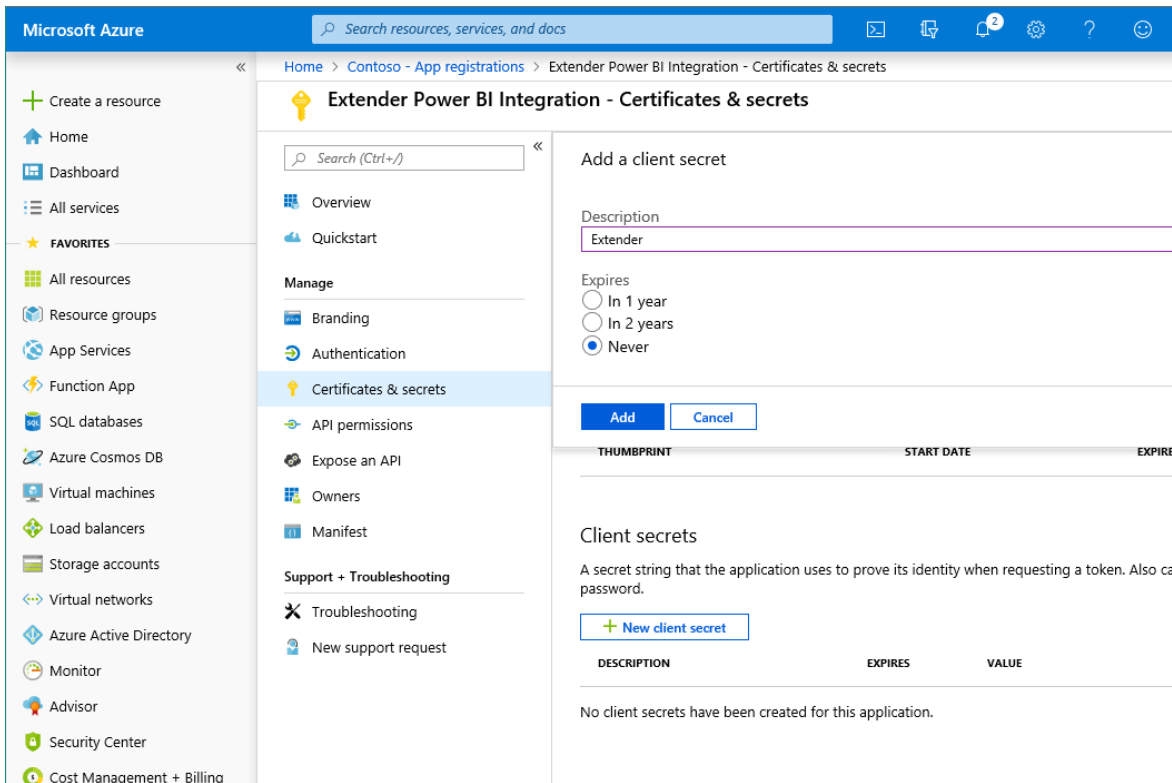 Microsoft Azure
Search resources, services, and docs
2
Home > Contoso - App registrations > Extender Power BI Integration - Certificates & secrets
Extender Power BI Integration - Certificates & secrets
Create a resource
Home
Dashboard
All services
FAVORITES
All resources
Resource groups
App Services
Function App
SQL databases
Azure Cosmos DB
Virtual machines
Load balancers
Storage accounts
Virtual networks
Azure Active Directory
Monitor
Advisor
Security Center
Cost Management + Billing
Search (Ctrl+/)
Overview
Quickstart
Manage
Branding
Authentication
Certificates & secrets
API permissions
Expose an API
Owners
Manifest
Support + Troubleshooting
Troubleshooting
New support request
Add a client secret
Description
Extender
Expires
In 1 year
In 2 years
Never
Add Cancel
THUMBPRINT START DATE EXPIRE
Client secrets
A secret string that the application uses to prove its identity when requesting a token. Also ca
password.
New client secret
DESCRIPTION EXPIRES VALUE
No client secrets have been created for this application.